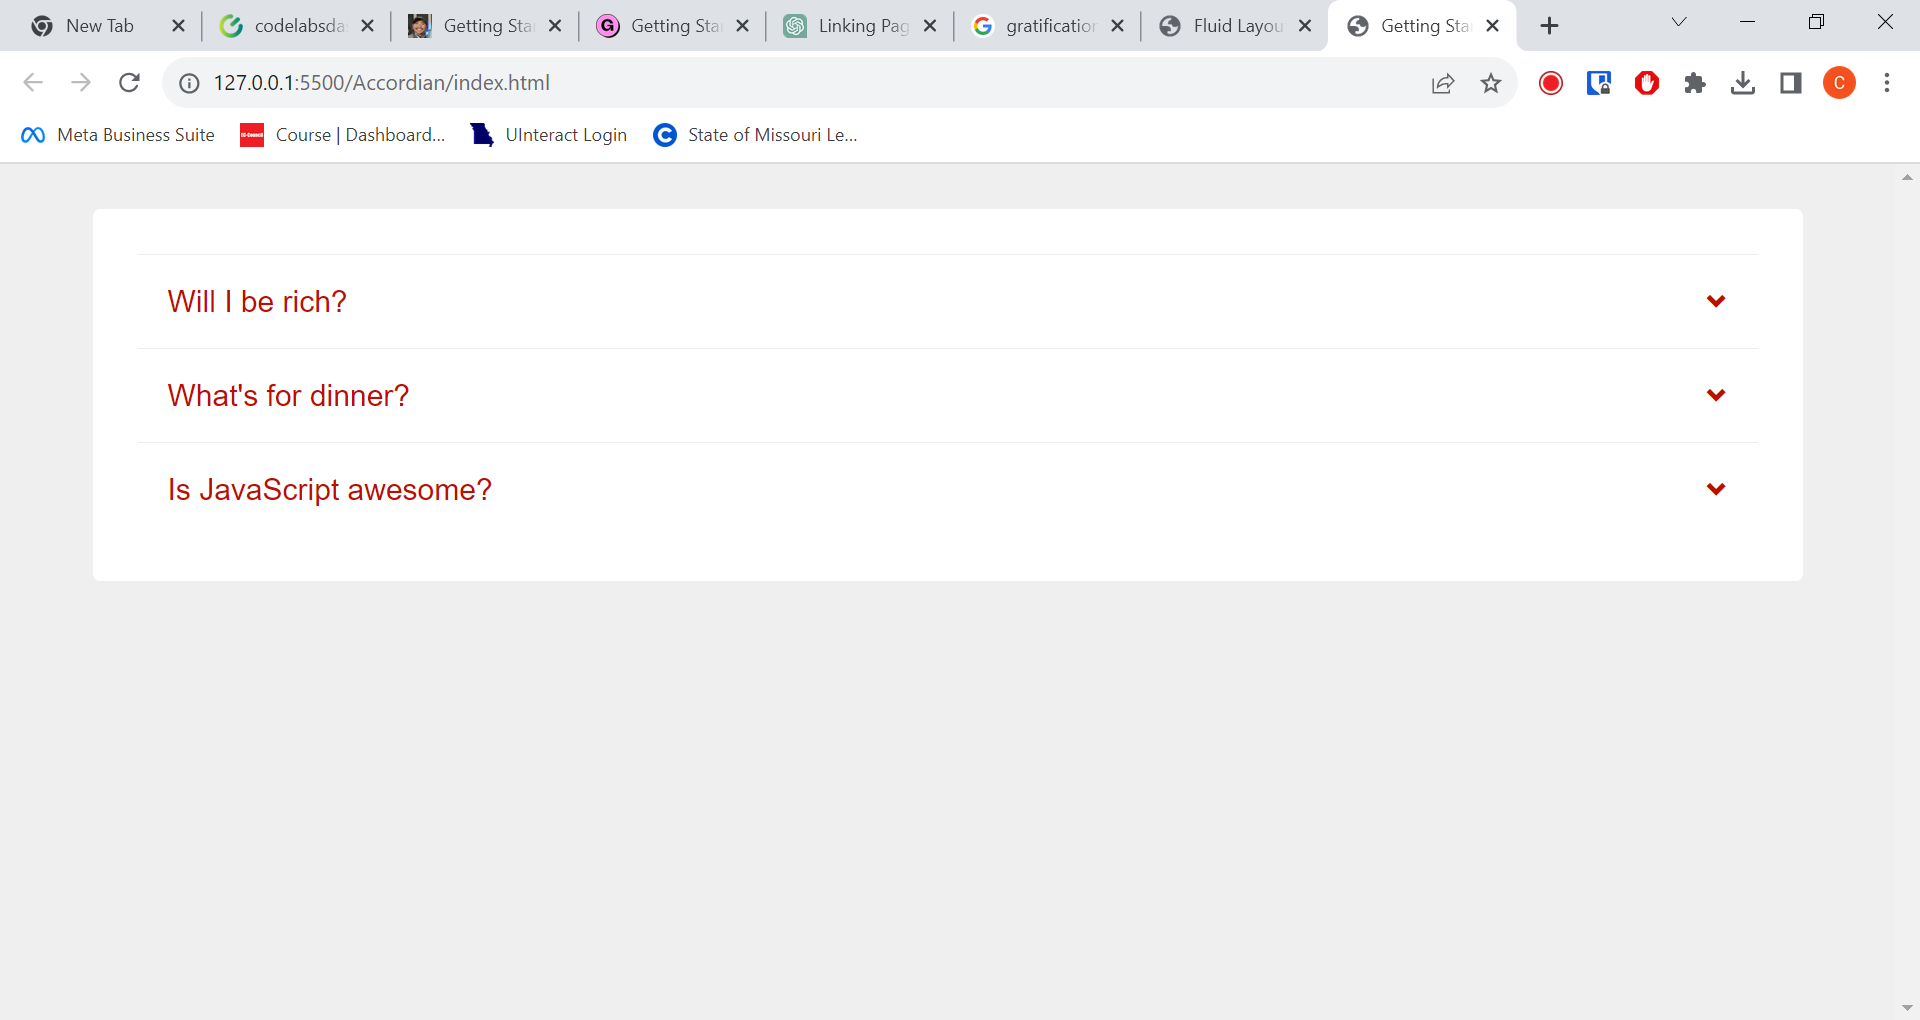 New Tab
codelabsda
Getting Sta
Getting Sta
Linking Pag
gratification
Fluid Layou
Getting Sta
127.0.0.1:5500/Accordian/index.html
C
Meta Business Suite
Course | Dashboard...
UInteract Login
State of Missouri Le...
Will I be rich?
What's for dinner?
Is JavaScript awesome?